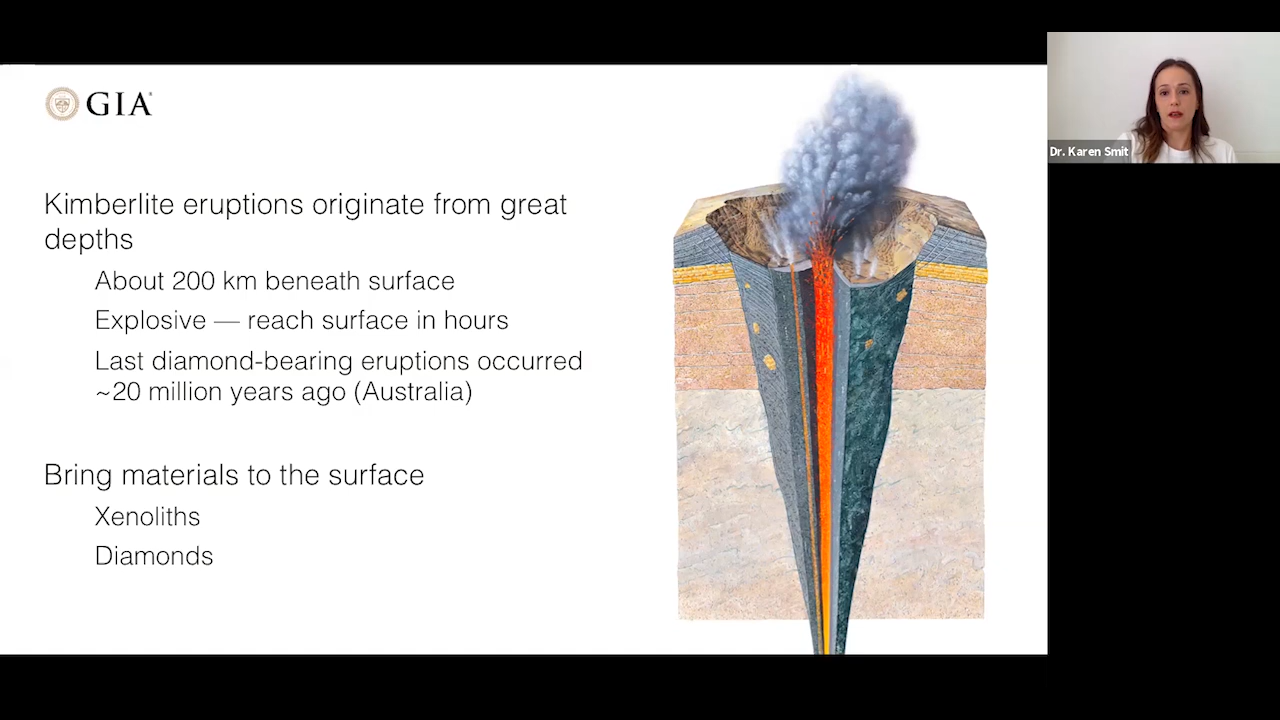 GIA
Kimberlite eruptions originate from great
depths
About 200 km beneath surface
Explosive — reach surface in hours
Last diamond-bearing eruptions occurred
~20 million years ago (Australia)
Bring materials to the surface
Xenoliths
Diamonds
Dr. Karen Smit